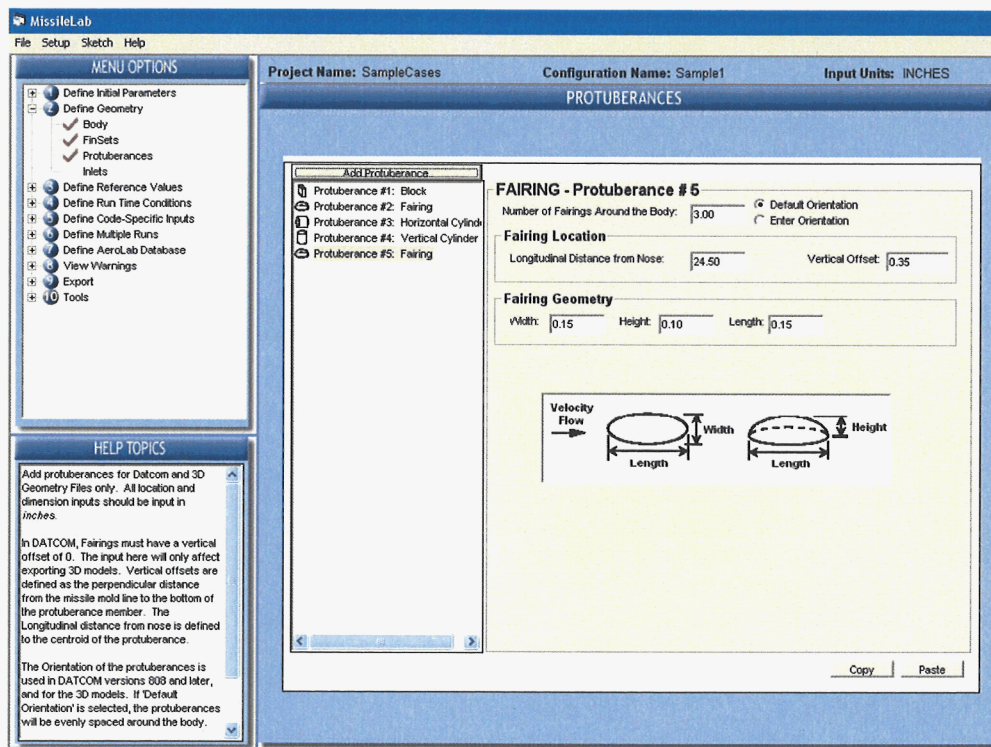 MissileLab
File Setup Sketch Help
MENU OPTIONS
1 Define Initial Parameters
2 Define Geometry
Body
FinSets
Protuberances
Inlets
3 Define Reference Values
4 Define Run Time Conditions
5 Define Code-Specific Inputs
6 Define Multiple Runs
7 Define AeroLab Database
8 View Warnings
9 Export
10 Tools
HELP TOPICS
Add protuberances for Datcom and 3D
Geometry Files only. All location and
dimension inputs should be input in
inches.
In DATCOM, Fairings must have a vertical
offset of 0. The input here will only affect
exporting 3D models. Vertical offsets are
defined as the perpendicular distance
from the missile mold line to the bottom of
the protuberance member. The
Longitudinal distance from nose is defined
to the centroid of the protuberance.
The Orientation of the protuberances is
used in DATCOM versions 808 and later,
and for the 3D models. If 'Default
Orientation' is selected, the protuberances
will be evenly spaced around the body.
Project Name: SampleCases Configuration Name: Sample1 Input Units: INCHES
PROTUBERANCES
Add Protuberance...
Protuberance #1: Block
Protuberance #2: Fairing
Protuberance #3: Horizontal Cylind
Protuberance #4: Vertical Cylinder
Protuberance #5: Fairing
FAIRING - Protuberance # 5
Number of Fairings Around the Body: 3.00
Default Orientation
Enter Orientation
Fairing Location
Longitudinal Distance from Nose: 24.50 Vertical Offset: 0.35
Fairing Geometry
Width: 0.15 Height: 0.10 Length: 0.15
Velocity
Flow
Width
Length
Height
Length
Copy Paste